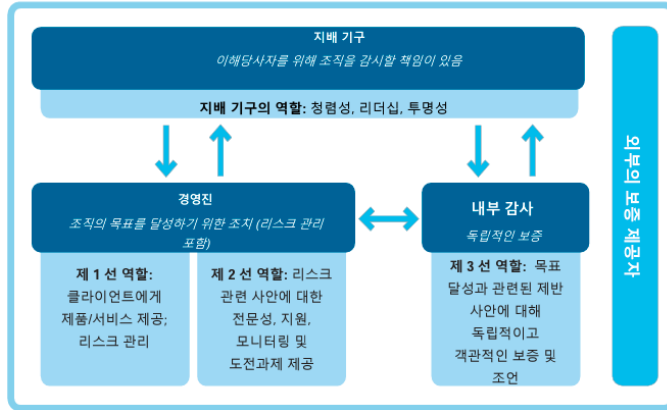 지배 기구
이해당사자를 위해 조직을 감시할 책임이 있음
지배 기구의 역할: 청렴성, 리더십, 투명성
경영진
조직의 목표를 달성하기 위한 조치 (리스크 관리
포함)
제 1 선 역할:
클라이언트에게
제품/서비스 제공;
리스크 관리
제 2 선 역할: 리스크
관련 사안에 대한
전문성, 지원,
모니터링 및
도전과제 제공
내부 감사
독립적인 보증
제 3 선 역할: 목표
달성과 관련된 제반
사안에 대해
독립적이고
객관적인 보증 및
조언
외부의 보증 제공자